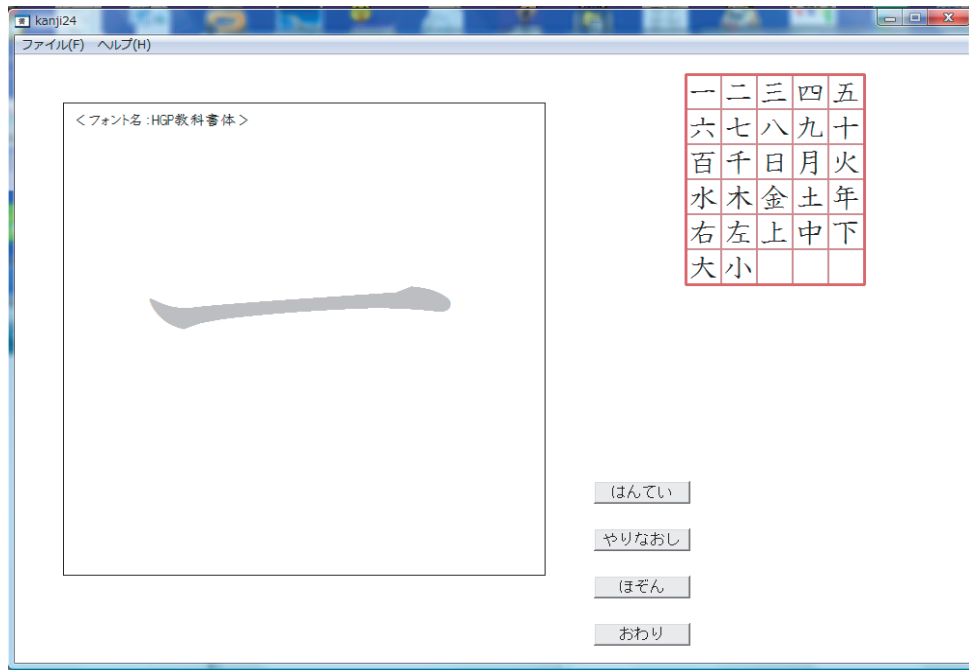 kanji24
ファイル(F) ヘルプ(H)
<フォント名:HGP教科書体>
一
一 二 三 四 五
六 七 八 九 十
百 千 日 月 火
水 木 金 土 年
右 左 上 中 下
大 小
はんてい
やりなおし
ほぞん
おわり